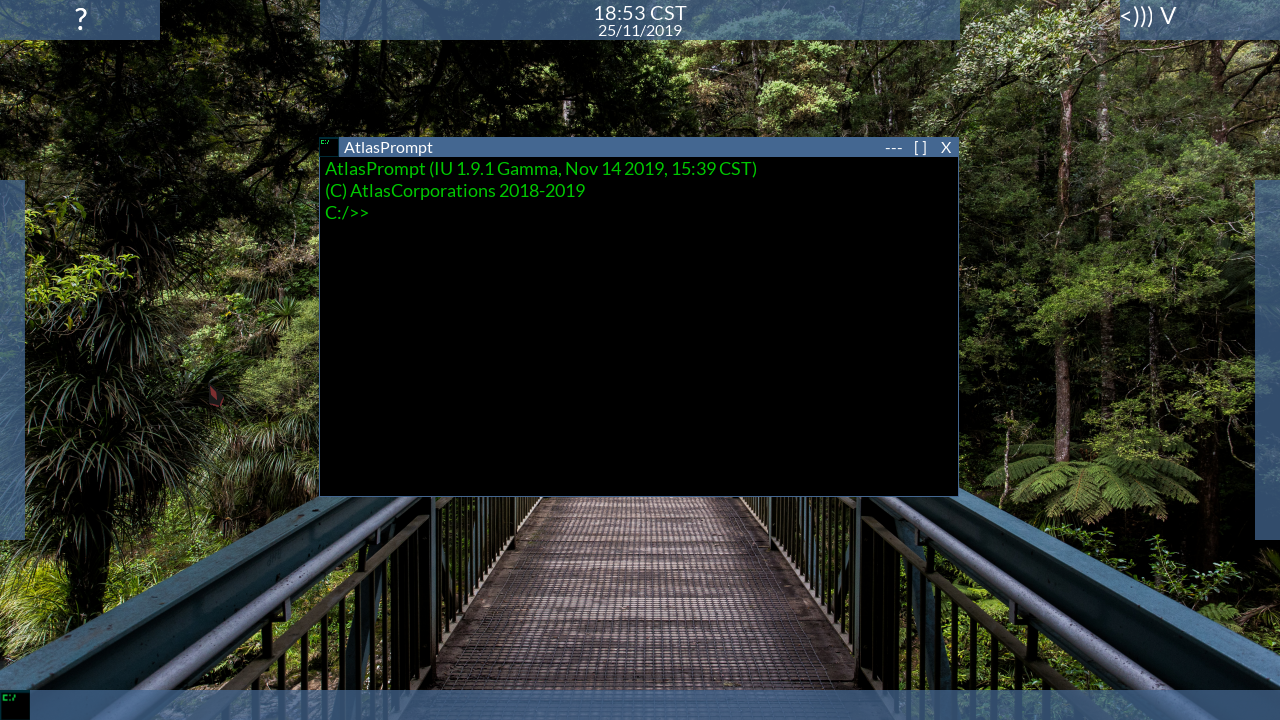 ?
18:53 CST
25/11/2019
<))) V
C:/
AtlasPrompt
--- [ ] X
AtlasPrompt (IU 1.9.1 Gamma, Nov 14 2019, 15:39 CST)
(C) AtlasCorporations 2018-2019
C:/>>
C:/